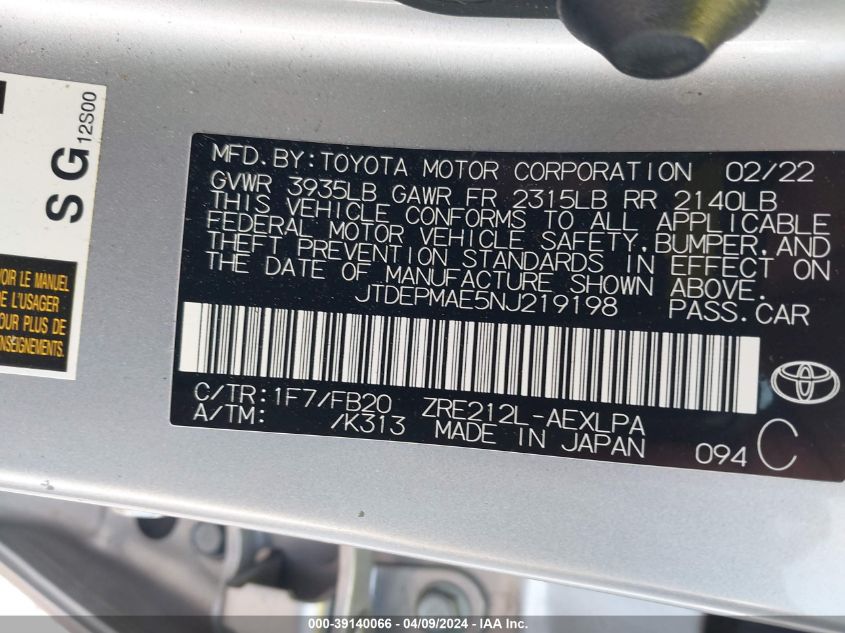 SG
12S00
OIR LE MANUEL
DE L'USAGER
POUR PLUS DE
MFD.BY:TOYOTA MOTOR CORPORATION 02/22
GVWR 3935LB GAWR FR 2315LB RR 2140LB
THIS VEHICLE CONFORMS TO ALL APPLICABLE
FEDERAL MOTOR VEHICLE SAFETY,BUMPER,AND
THEFT PREVENTION STANDARDS IN EFFECT ON
THE DATE OF MANUFACTURE SHOWN ABOVE.
JTDEPMAE5NJ219198 PASS.CAR
C/TR:1F7/FB20 ZRE212L-AEXLPA
A/TM: /K313 MADE IN JAPAN 094 C
000-39140066 - 04/09/2024 - IAA Inc.